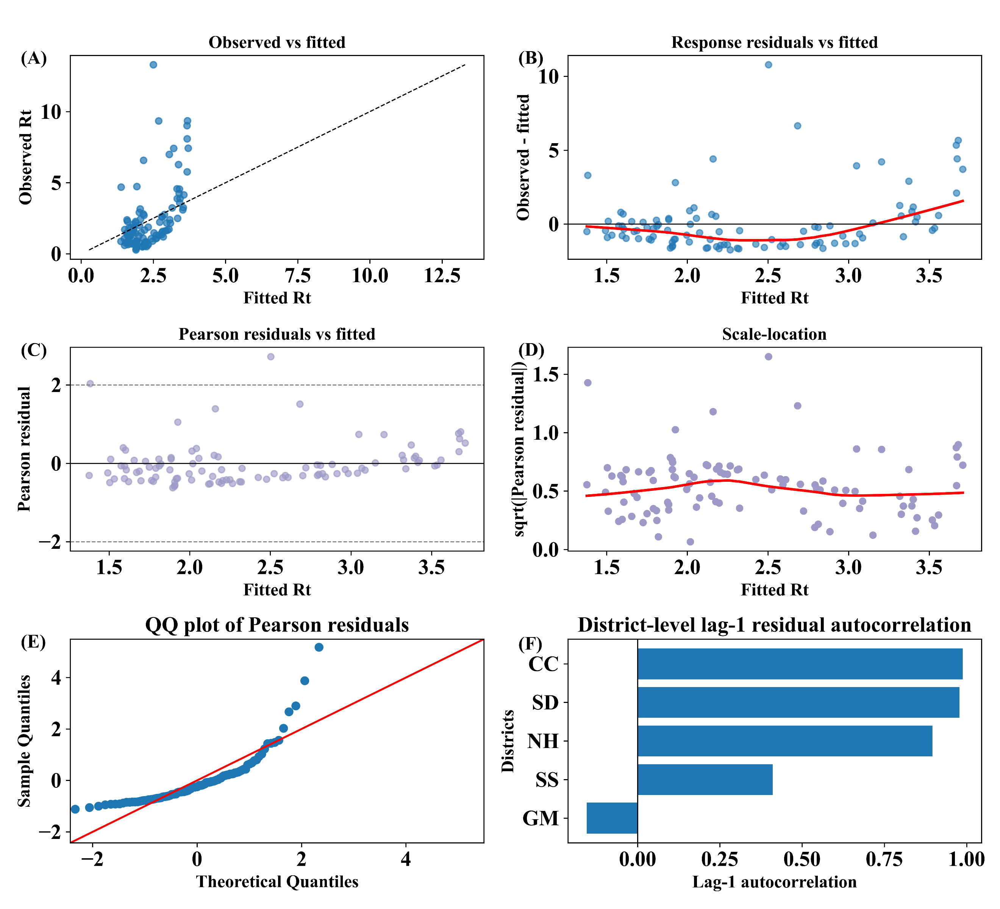 Observed vs fitted
(A)
Observed Rt
10
5
0
0.0 2.5 5.0 7.5 10.0 12.5
Fitted Rt
Response residuals vs fitted
(B)
Observed - fitted
10
5
0
1.5 2.0 2.5 3.0 3.5
Fitted Rt
Pearson residuals vs fitted
(C)
Pearson residual
2
0
−2
1.5 2.0 2.5 3.0 3.5
Fitted Rt
Scale-location
(D)
sqrt(|Pearson residual|)
1.5
1.0
0.5
0.0
1.5 2.0 2.5 3.0 3.5
Fitted Rt
QQ plot of Pearson residuals
(E)
Sample Quantiles
4
2
0
−2
−2 0 2 4
Theoretical Quantiles
District-level lag-1 residual autocorrelation
(F)
Districts
CC
SD
NH
SS
GM
0.00 0.25 0.50 0.75 1.00
Lag-1 autocorrelation